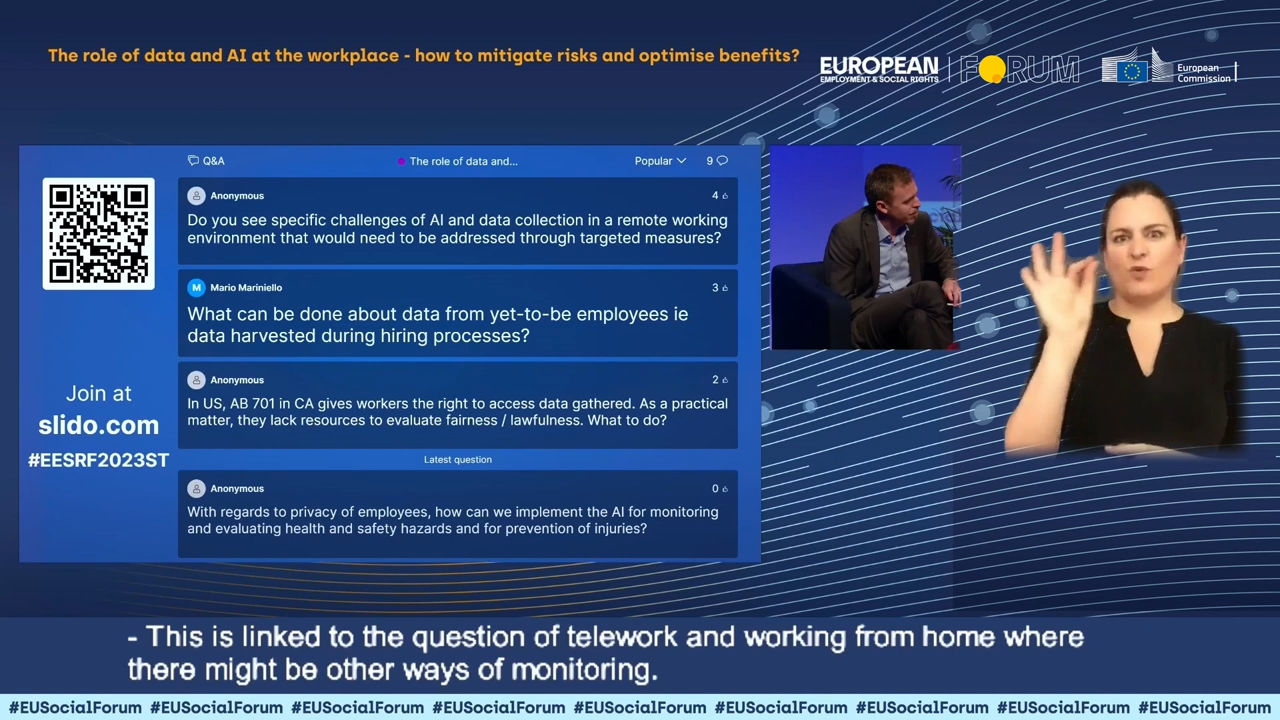 The role of data and AI at the workplace - how to mitigate risks and optimise benefits?
EUROPEAN
EMPLOYMENT & SOCIAL RIGHTS
FORUM
European
Commission
Q&A
The role of data and...
Popular
9
Anonymous
4
Do you see specific challenges of AI and data collection in a remote working
environment that would need to be addressed through targeted measures?
M
Mario Mariniello
3
What can be done about data from yet-to-be employees ie
data harvested during hiring processes?
Anonymous
2
In US, AB 701 in CA gives workers the right to access data gathered. As a practical
matter, they lack resources to evaluate fairness / lawfulness. What to do?
Latest question
Anonymous
0
With regards to privacy of employees, how can we implement the AI for monitoring
and evaluating health and safety hazards and for prevention of injuries?
Join at
slido.com
#EESRF2023ST
- This is linked to the question of telework and working from home where
there might be other ways of monitoring.
#EUSocialForum #EUSocialForum #EUSocialForum #EUSocialForum #EUSocialForum #EUSocialForum #EUSocialForum #EUSocialForum #EUSocialForum